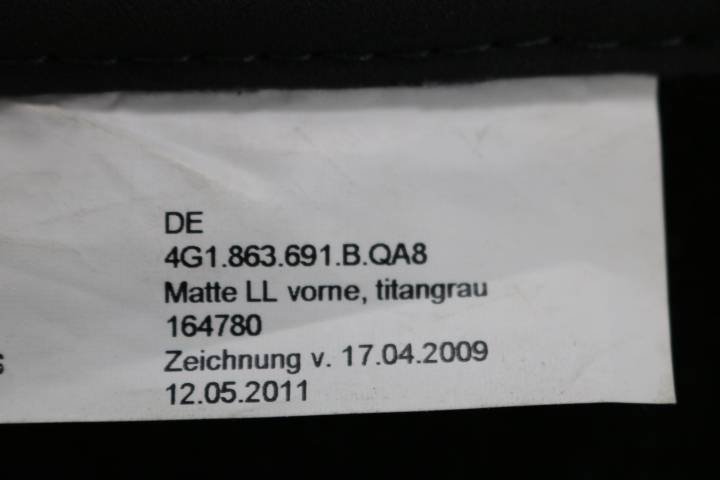 DE
4G1.863.691.B.QA8
Matte LL vorne, titangrau
164780
Zeichnung v. 17.04.2009
12.05.2011